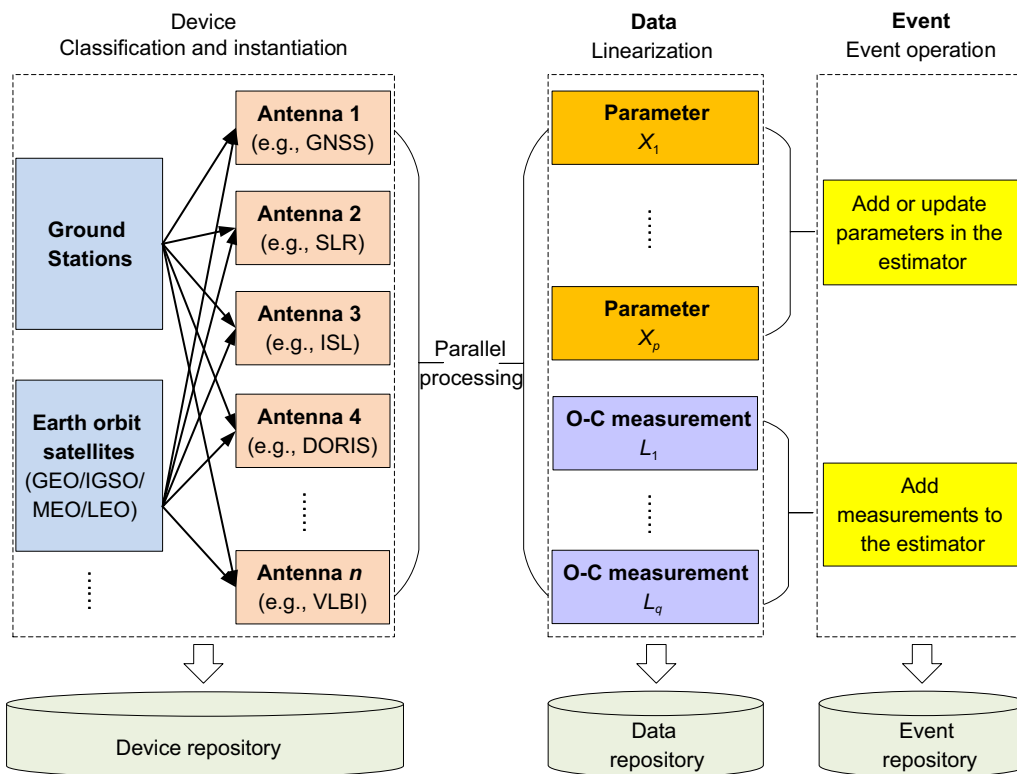 Device
Classification and instantiation
Ground
Stations
Earth orbit
satellites
(GEO/IGSO/
MEO/LEO)
......
Antenna 1
(e.g., GNSS)
Antenna 2
(e.g., SLR)
Antenna 3
(e.g., ISL)
Antenna 4
(e.g., DORIS)
......
Antenna n
(e.g., VLBI)
Parallel
processing
Data
Linearization
Parameter
X1
......
Parameter
Xp
O-C measurement
L1
......
O-C measurement
Lq
Event
Event operation
Add or update
parameters in the
estimator
Add
measurements to
the estimator
Device repository
Data
repository
Event
repository